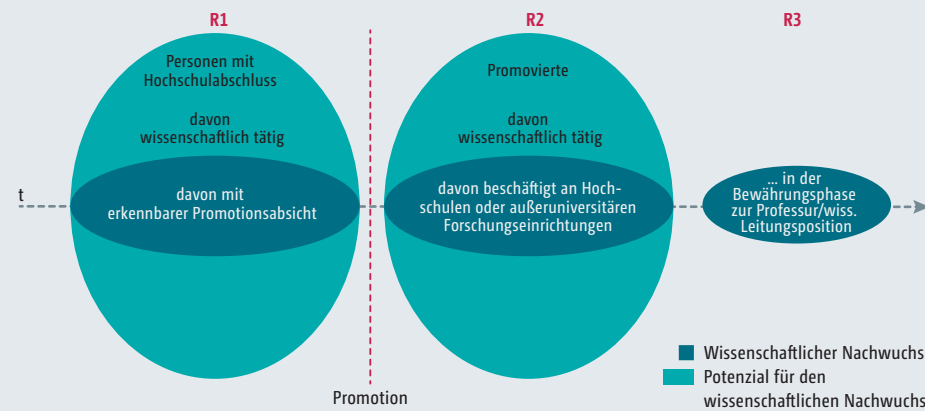 R1
R2
R3
Personen mit
Hochschulabschluss
davon
wissenschaftlich tätig
davon mit
erkennbarer Promotionsabsicht
Promovierte
davon
wissenschaftlich tätig
davon beschäftigt an Hoch-
schulen oder außeruniversitären
Forschungseinrichtungen
... in der
Bewährungsphase
zur Professur/wiss.
Leitungsposition
t
Promotion
Wissenschaftlicher Nachwuchs
Potenzial für den
wissenschaftlichen Nachwuchs